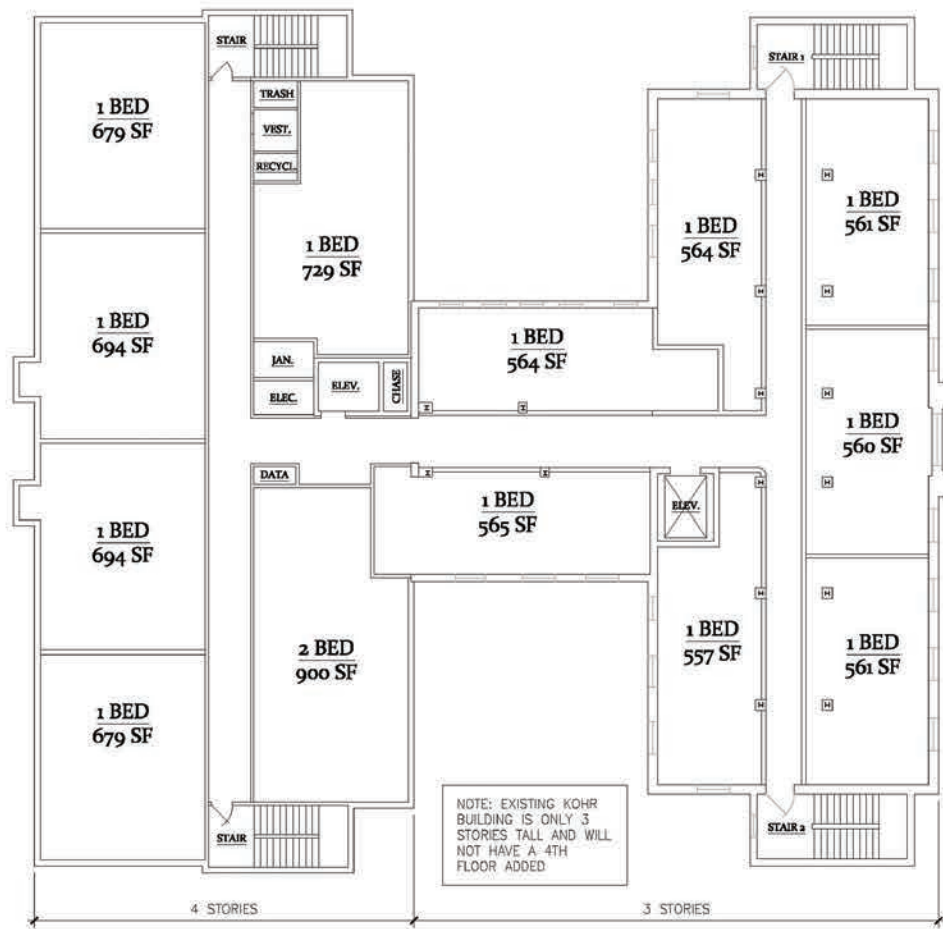 STAIR
STAIR 1
TRASH
1 BED
679 SF
VEST.
RECYCL.
1 BED
561 SF
1 BED
564 SF
1 BED
729 SF
1 BED
694 SF
1 BED
564 SF
JAN.
ELEV.
CHASE
ELEC.
1 BED
560 SF
DATA
1 BED
565 SF
ELEV.
1 BED
694 SF
2 BED
900 SF
1 BED
557 SF
1 BED
561 SF
1 BED
679 SF
NOTE: EXISTING KOHR
BUILDING IS ONLY 3
STORIES TALL AND WILL
NOT HAVE A 4TH
FLOOR ADDED
STAIR
STAIR 2
4 STORIES
3 STORIES